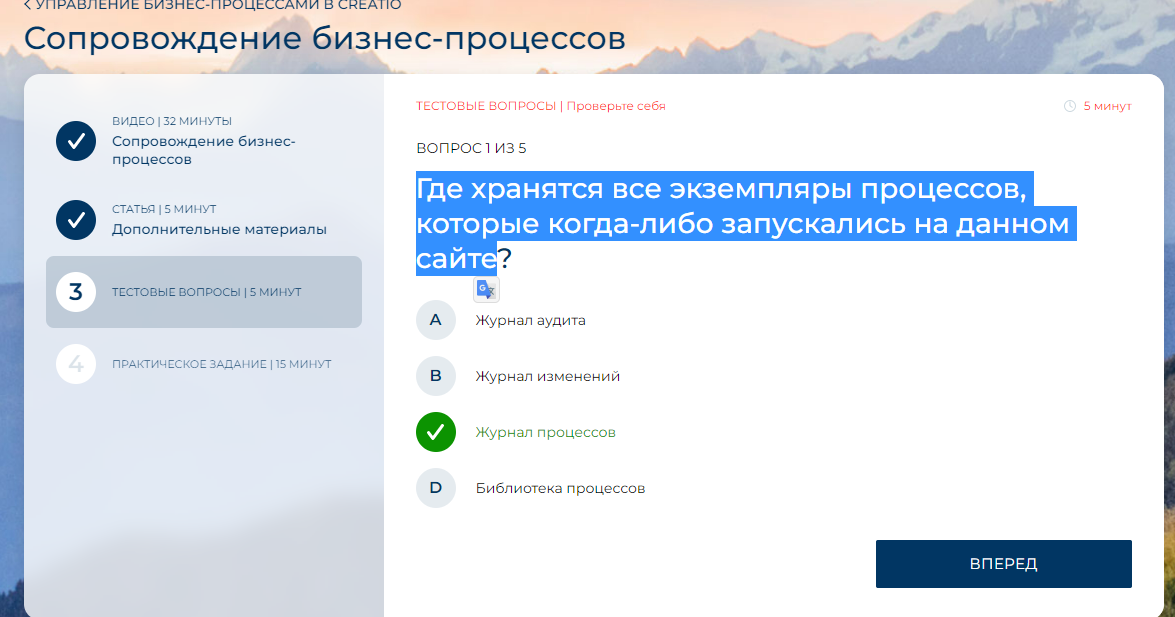 < УПРАВЛЕНИЕ БИЗНЕС-ПРОЦЕССАМИ В CREATIO
Сопровождение бизнес-процессов
ВИДЕО | 32 МИНУТЫ
Сопровождение бизнес-
процессов
СТАТЬЯ | 5 МИНУТ
Дополнительные материалы
3
ТЕСТОВЫЕ ВОПРОСЫ | 5 МИНУТ
4
ПРАКТИЧЕСКОЕ ЗАДАНИЕ | 15 МИНУТ
ТЕСТОВЫЕ ВОПРОСЫ | Проверьте себя
5 минут
ВОПРОС 1 ИЗ 5
Где хранятся все экземпляры процессов,
которые когда-либо запускались на данном
сайте?
A Журнал аудита
B Журнал изменений
Журнал процессов
D Библиотека процессов
ВПЕРЕД